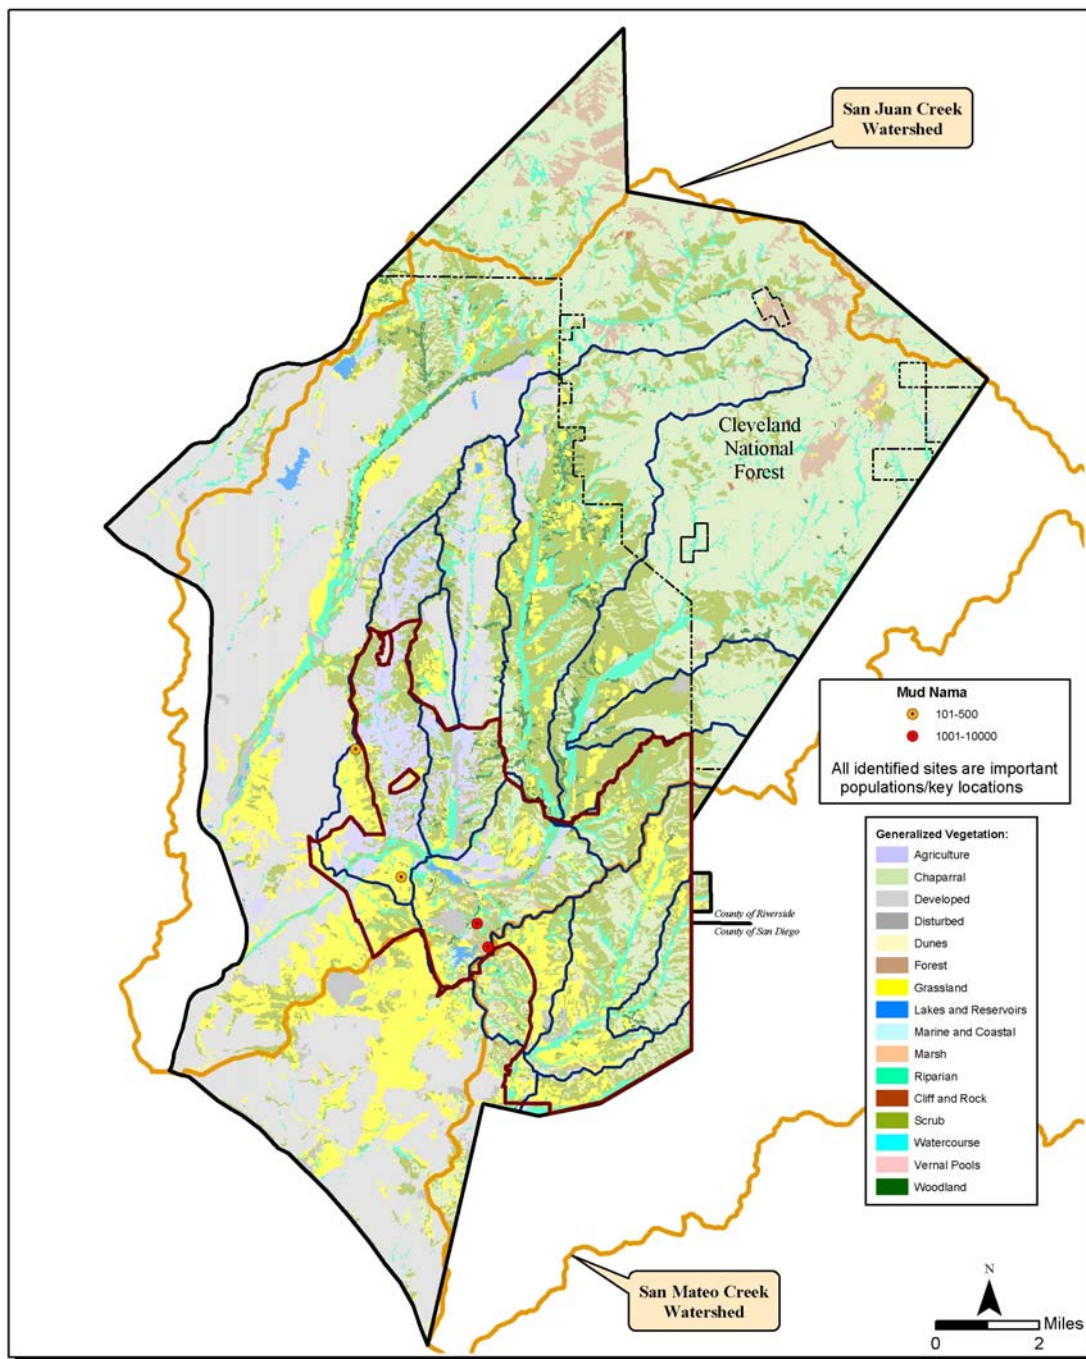 San Juan Creek
Watershed
Cleveland
National
Forest
Mud Nama
101-500
1001-10000
All identified sites are important
populations/key locations
Generalized Vegetation:
Agriculture
Chaparral
Developed
Disturbed
Dunes
Forest
Grassland
Lakes and Reservoirs
Marine and Coastal
Marsh
Riparian
Cliff and Rock
Scrub
Watercourse
Vernal Pools
Woodland
County of Riverside
County of San Diego
San Mateo Creek
Watershed
N
Miles
0 2